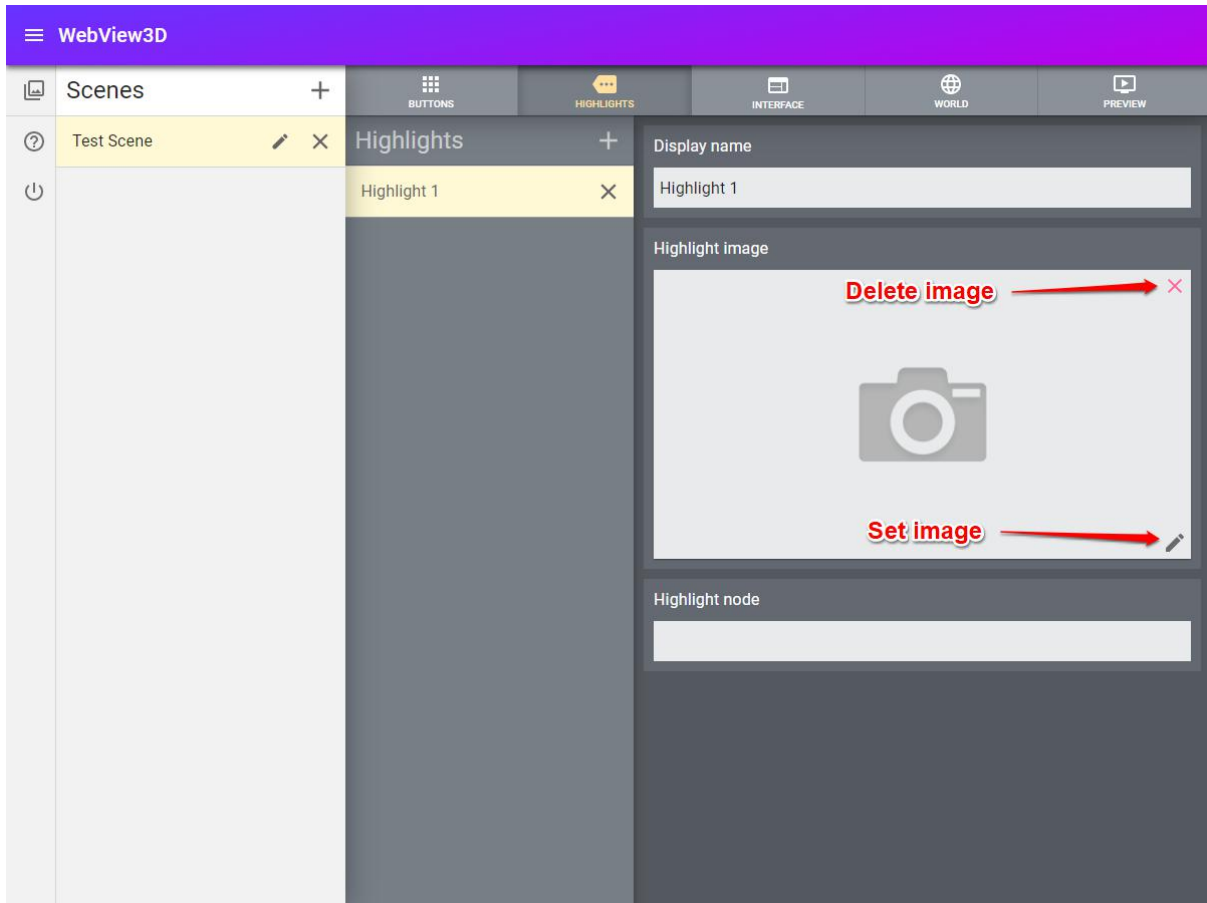 WebView3D
Scenes
BUTTONS
HIGHLIGHTS
INTERFACE
WORLD
PREVIEW
Test Scene
Highlights
Highlight 1
Display name
Highlight 1
Highlight image
Delete image
Set image
Highlight node